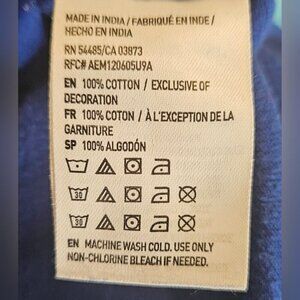 MADE IN INDIA / FABRIQUÉ EN INDE /
HECHO EN INDIA
RN 54485/CA 03873
RFC# AEM120605U9A
EN 100% COTTON / EXCLUSIVE OF
DECORATION
FR 100% COTON / À L'EXCEPTION DE LA
GARNITURE
SP 100% ALGODÓN
30
30
EN MACHINE WASH COLD. USE ONLY
NON-CHLORINE BLEACH IF NEEDED.